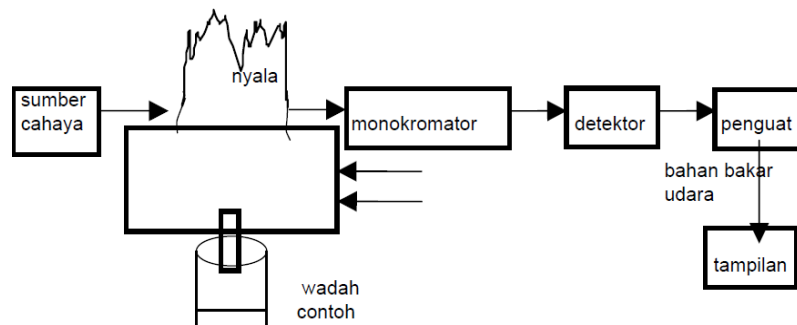 nyala
sumber
cahaya
monokromator
detektor
penguat
bahan bakar
udara
tampilan
wadah
contoh